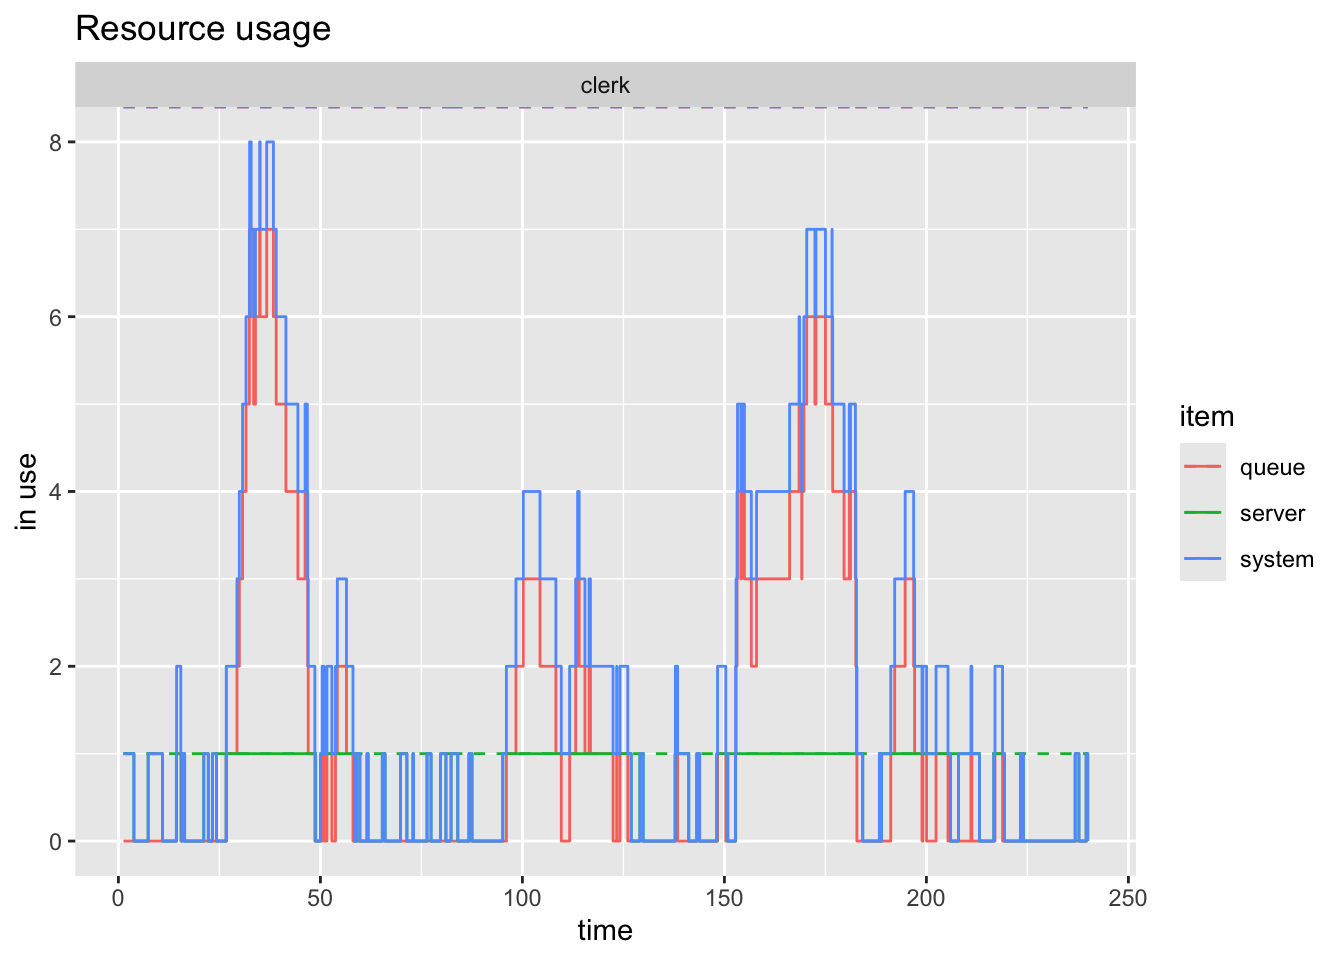 Resource usage
clerk
8
6
4
2
0
in use
0 50 100 150 200 250
time
item
queue
server
system